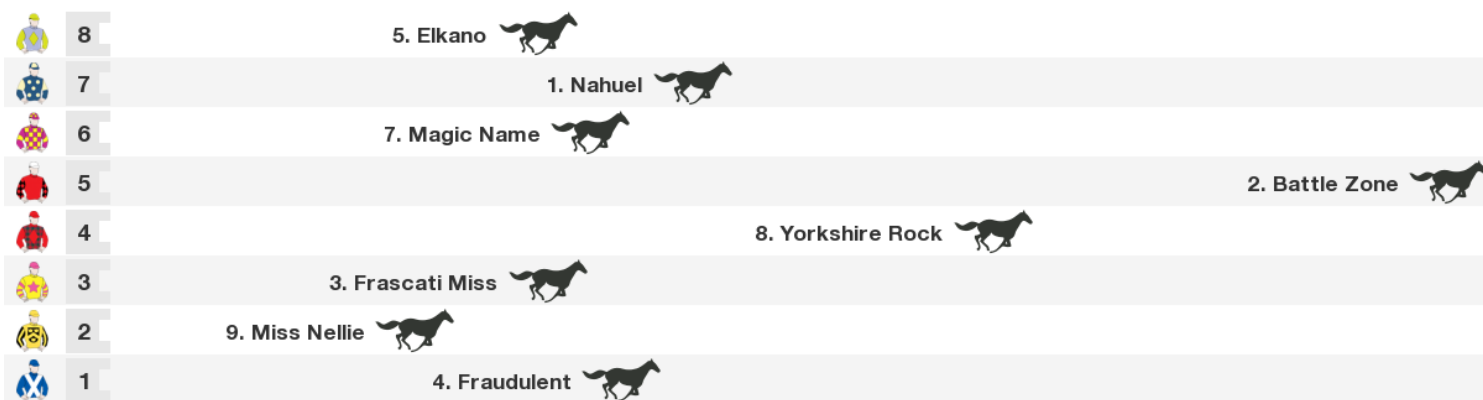 8 5. Elkano
7 1. Nahuel
6 7. Magic Name
5 2. Battle Zone
4 8. Yorkshire Rock
3 3. Frascati Miss
2 9. Miss Nellie
1 4. Fraudulent